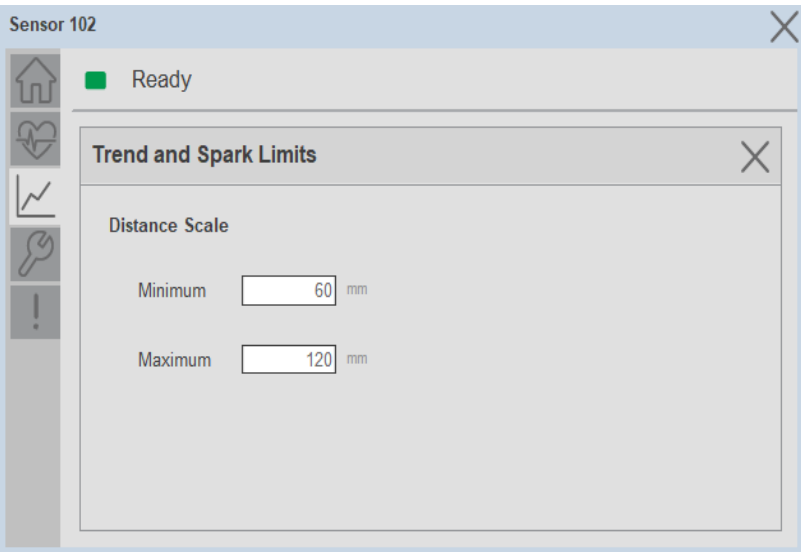 Sensor 102
Ready
Trend and Spark Limits
Distance Scale
Minimum 60 mm
Maximum 120 mm